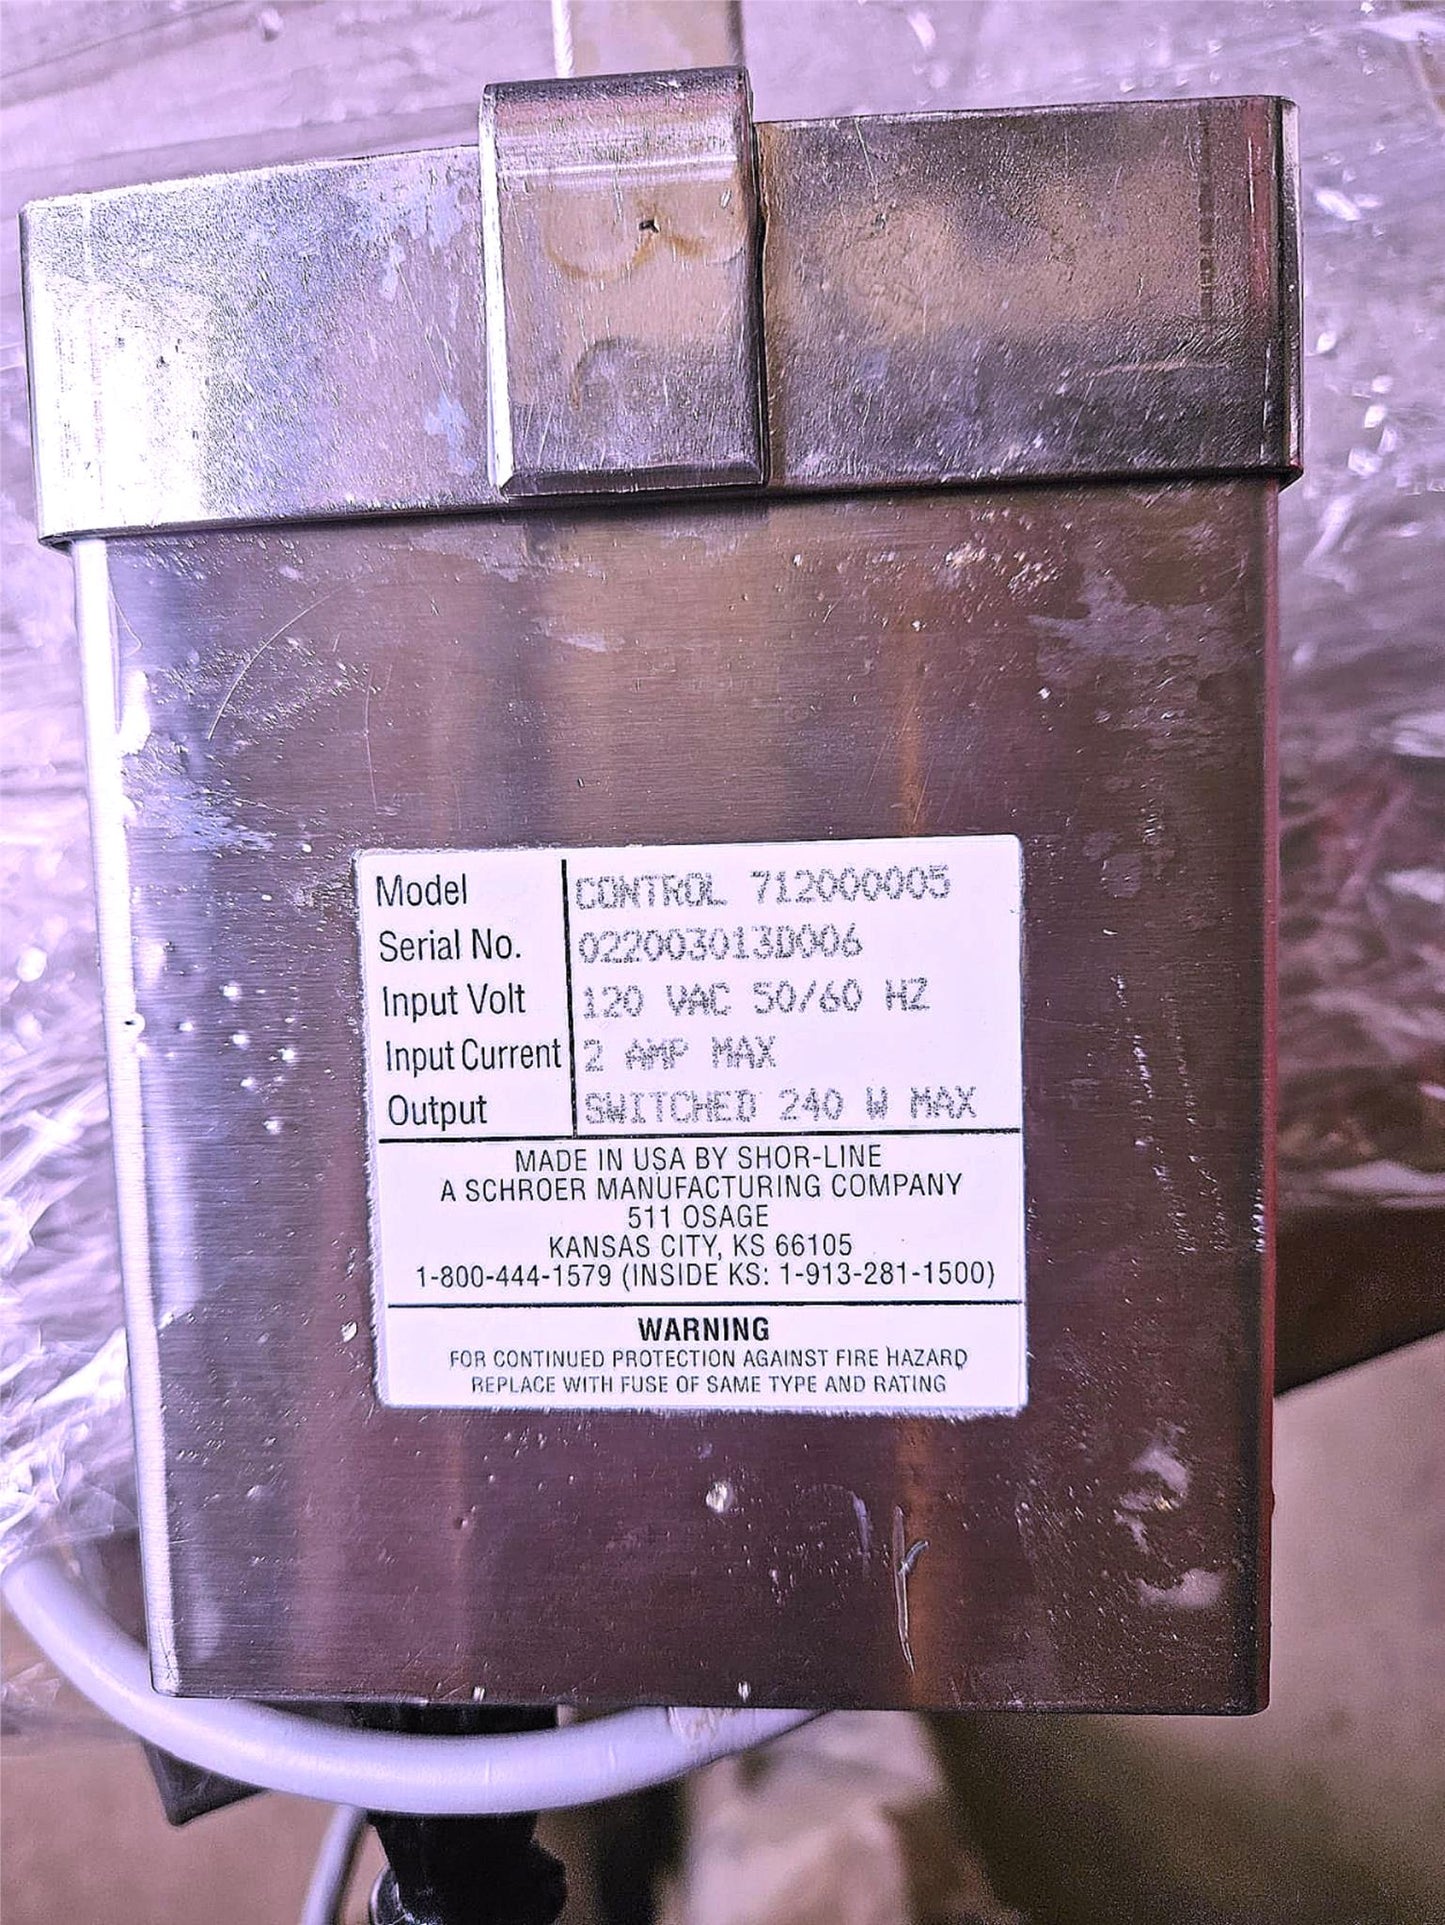 Model CONTROL 712000005
Serial No. 022003013D006
Input Volt 120 VAC 50/60 HZ
Input Current 2 AMP MAX
Output SWITCHED 240 W MAX
MADE IN USA BY SHOR-LINE
A SCHROER MANUFACTURING COMPANY
511 OSAGE
KANSAS CITY, KS 66105
1-800-444-1579 (INSIDE KS: 1-913-281-1500)
WARNING
FOR CONTINUED PROTECTION AGAINST FIRE HAZARD
REPLACE WITH FUSE OF SAME TYPE AND RATING